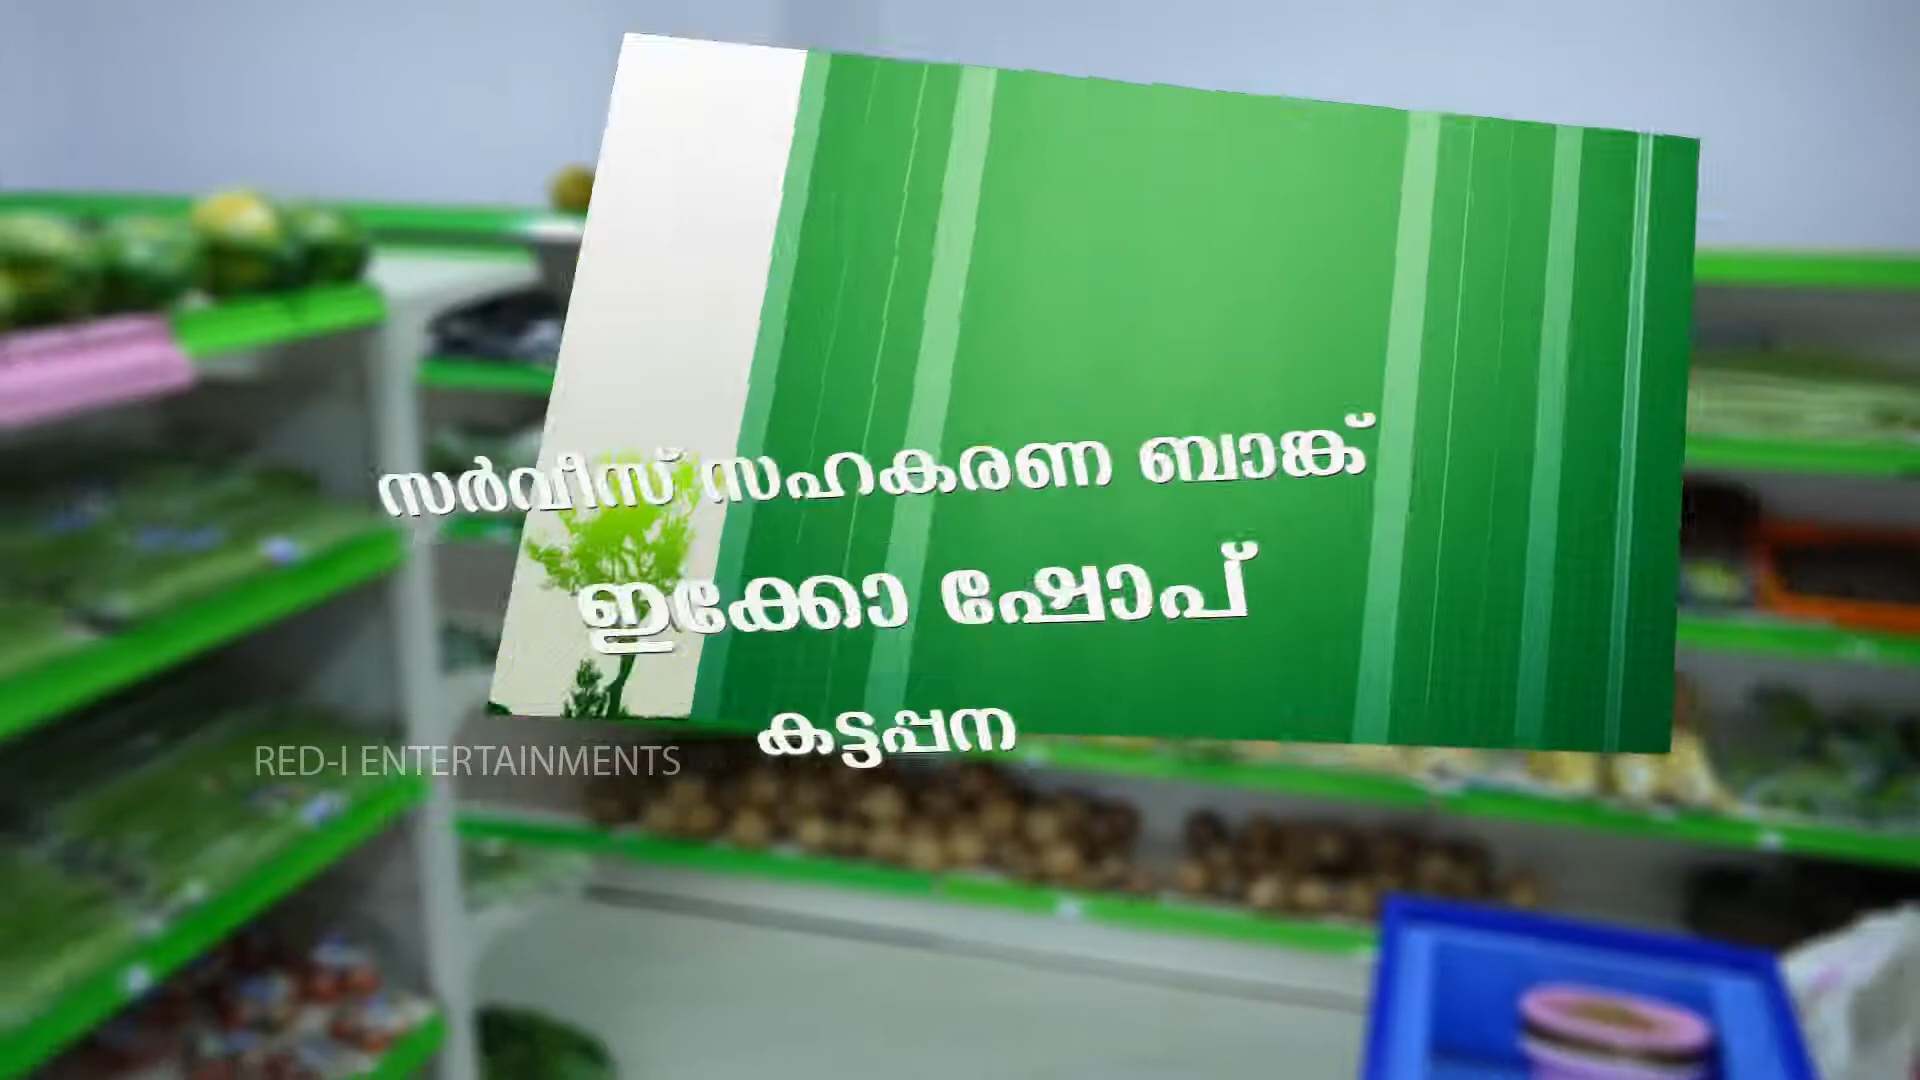 സർവീസ് സഹകരണ ബാങ്ക്
ഇക്കോ ഷോപ്
കട്ടപ്പന
RED-I ENTERTAINMENTS